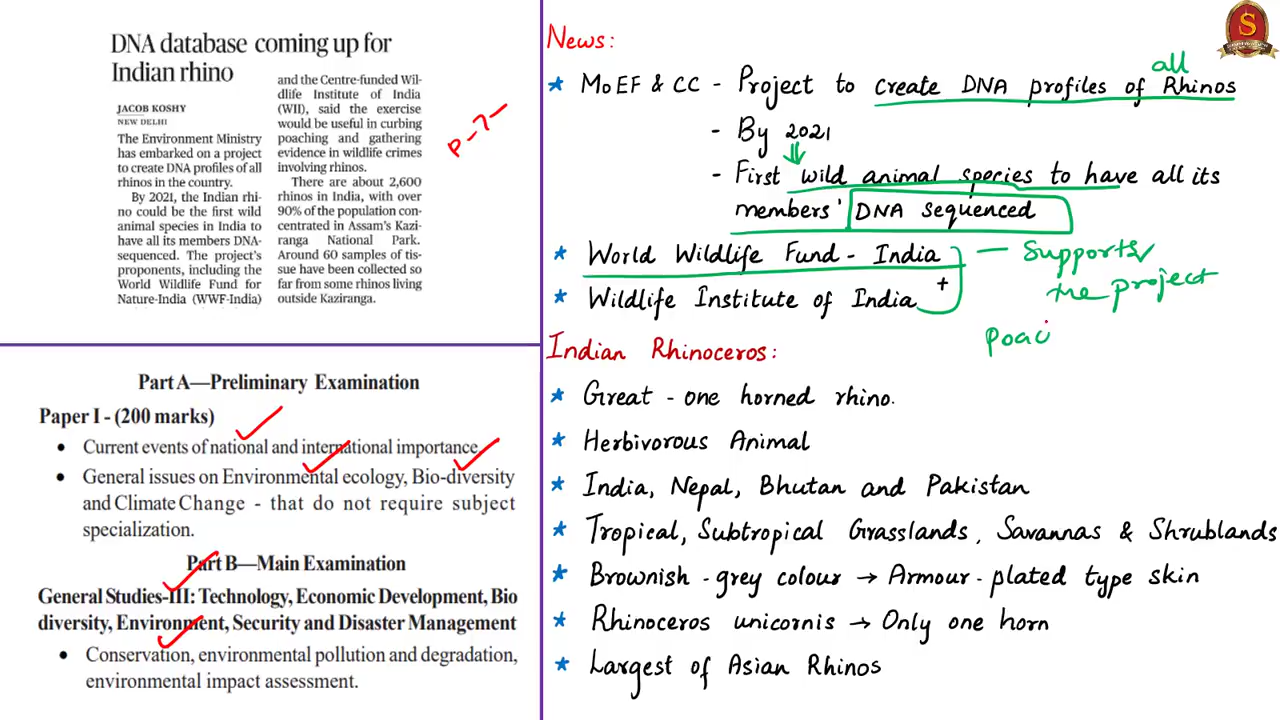 DNA database coming up for
Indian rhino
JACOB KOSHY
NEW DELHI
The Environment Ministry
has embarked on a project
to create DNA profiles of all
rhinos in the country.
By 2021, the Indian rhi-
no could be the first wild
animal species in India to
have all its members DNA-
sequenced. The project's
proponents, including the
World Wildlife Fund for
Nature-India (WWF-India)
and the Centre-funded Wil-
dlife Institute of India
(WII), said the exercise
would be useful in curbing
poaching and gathering
evidence in wildlife crimes
involving rhinos.
There are about 2,600
rhinos in India, with over
90% of the population con-
centrated in Assam's Kazi-
ranga National Park.
Around 60 samples of tis-
sue have been collected so
far from some rhinos living
outside Kaziranga.
P-7-
Part A—Preliminary Examination
Paper I - (200 marks)
• Current events of national and international importance.
• General issues on Environmental ecology, Bio-diversity
and Climate Change - that do not require subject
specialization.
Part B—Main Examination
General Studies-III: Technology, Economic Development, Bio
diversity, Environment, Security and Disaster Management
• Conservation, environmental pollution and degradation,
environmental impact assessment.
News:
all
* MoEF & CC - Project to create DNA profiles of Rhinos
- By 2021
- First wild animal species to have all its
members' DNA sequenced
* World Wildlife Fund - India — Supports
* Wildlife Institute of India + the project
poac
Indian Rhinoceros:
* Great - one horned rhino.
* Herbivorous Animal
* India, Nepal, Bhutan and Pakistan
* Tropical, Subtropical Grasslands, Savannas & Shrublands
* Brownish - grey colour → Armour - plated type skin
* Rhinoceros unicornis → Only one horn
* Largest of Asian Rhinos
S